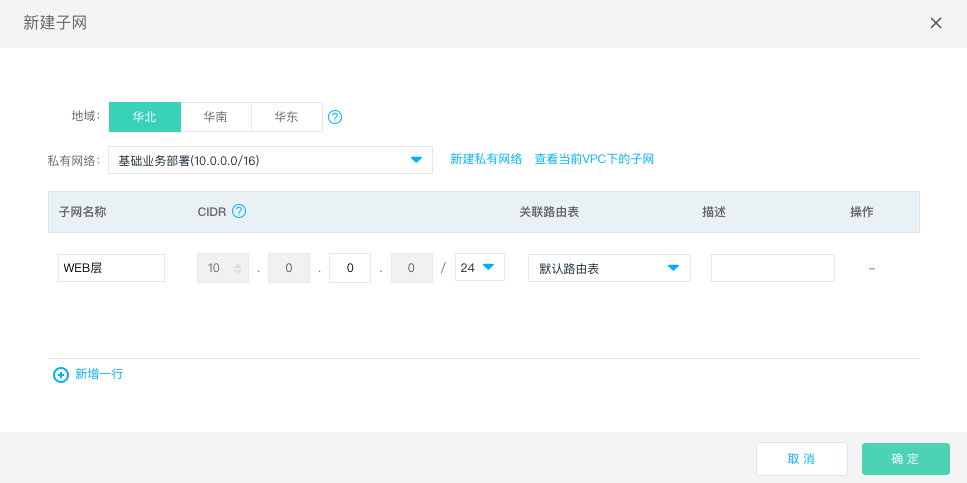 新建子网
地域： 华北 华南 华东
私有网络： 基础业务部署(10.0.0.0/16) 新建私有网络 查看当前VPC下的子网
子网名称 CIDR 关联路由表 描述 操作
WEB层 10 . 0 . 0 . 0 / 24 默认路由表 –
新增一行
取消 确定